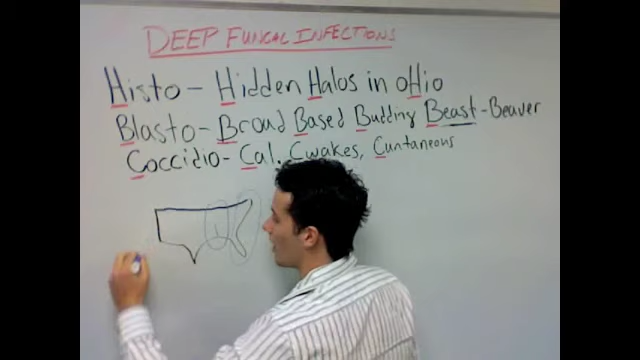 DEEP FUNGAL INFECTIONS
Histo - Hidden Halos in oHio
Blasto - Broad Based Budding Beast - Beaver
Coccidio - Cal. Cwakes, Cuntaneous